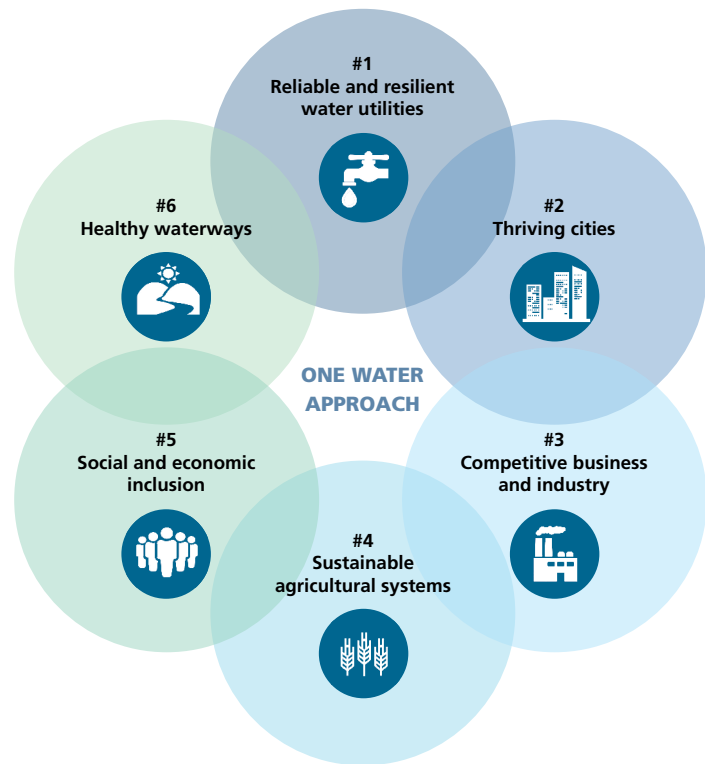 #1
Reliable and resilient
water utilities
#2
Thriving cities
#3
Competitive business
and industry
#4
Sustainable
agricultural systems
#5
Social and economic
inclusion
#6
Healthy waterways
ONE WATER
APPROACH